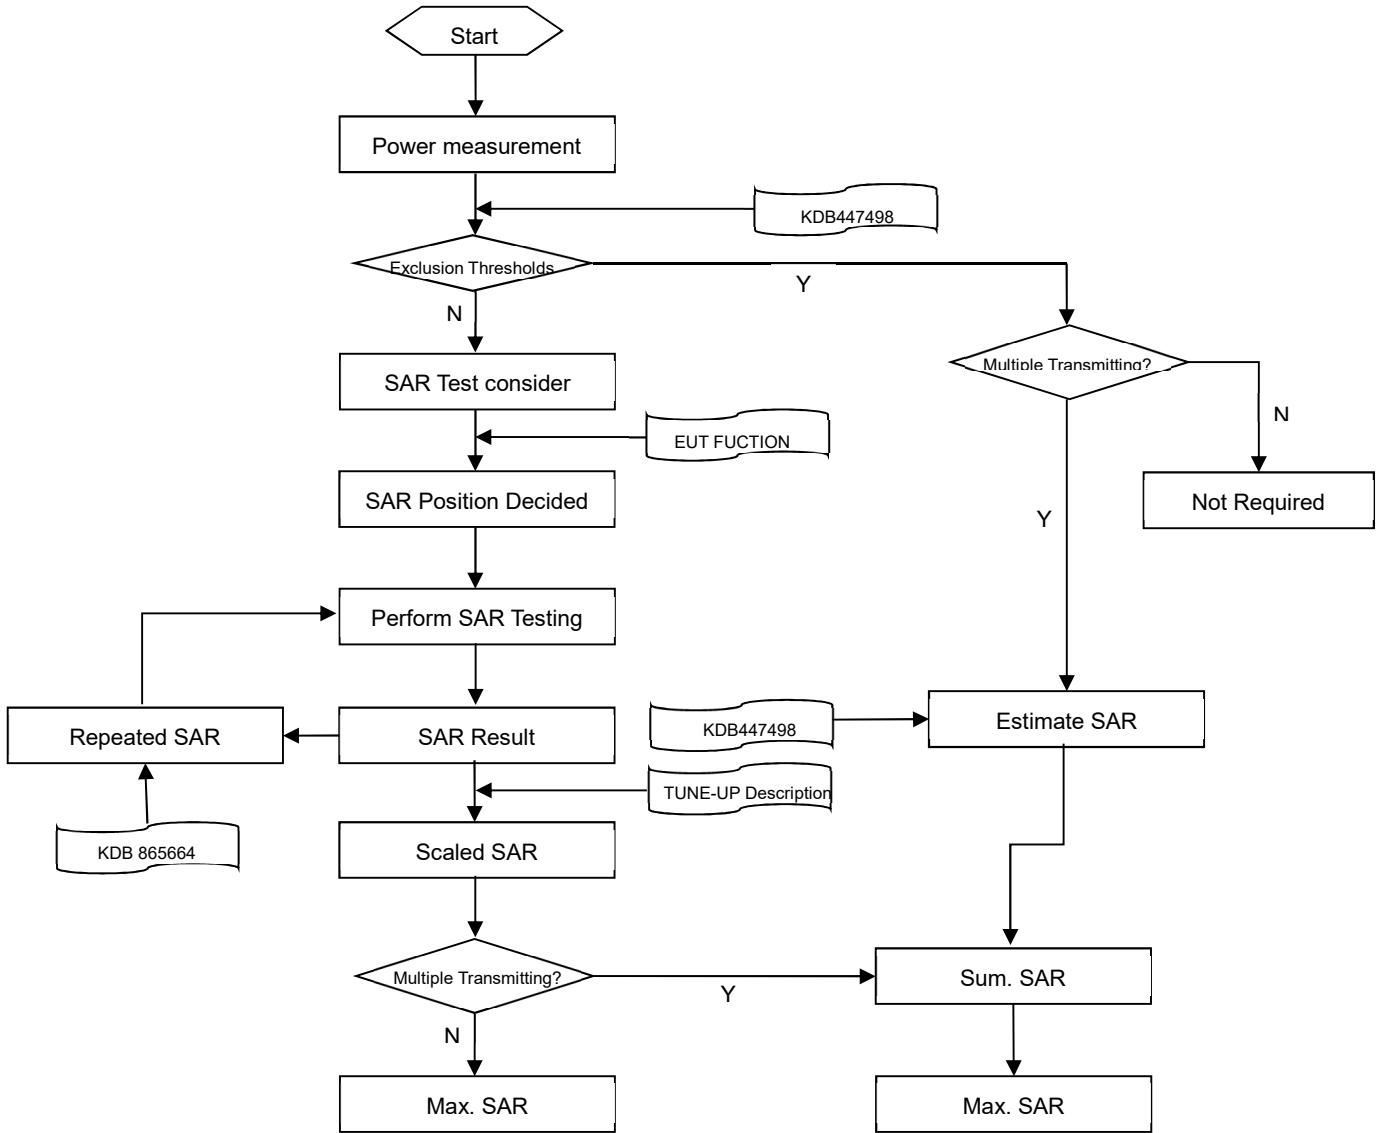 Start
Power measurement
KDB447498
Exclusion Thresholds
Y
N
Multiple Transmitting?
SAR Test consider
N
EUT FUCTION
SAR Position Decided
Not Required
Y
Perform SAR Testing
Repeated SAR
SAR Result
KDB447498
Estimate SAR
TUNE-UP Description
KDB 865664
Scaled SAR
Multiple Transmitting?
Y
Sum. SAR
N
Max. SAR
Max. SAR